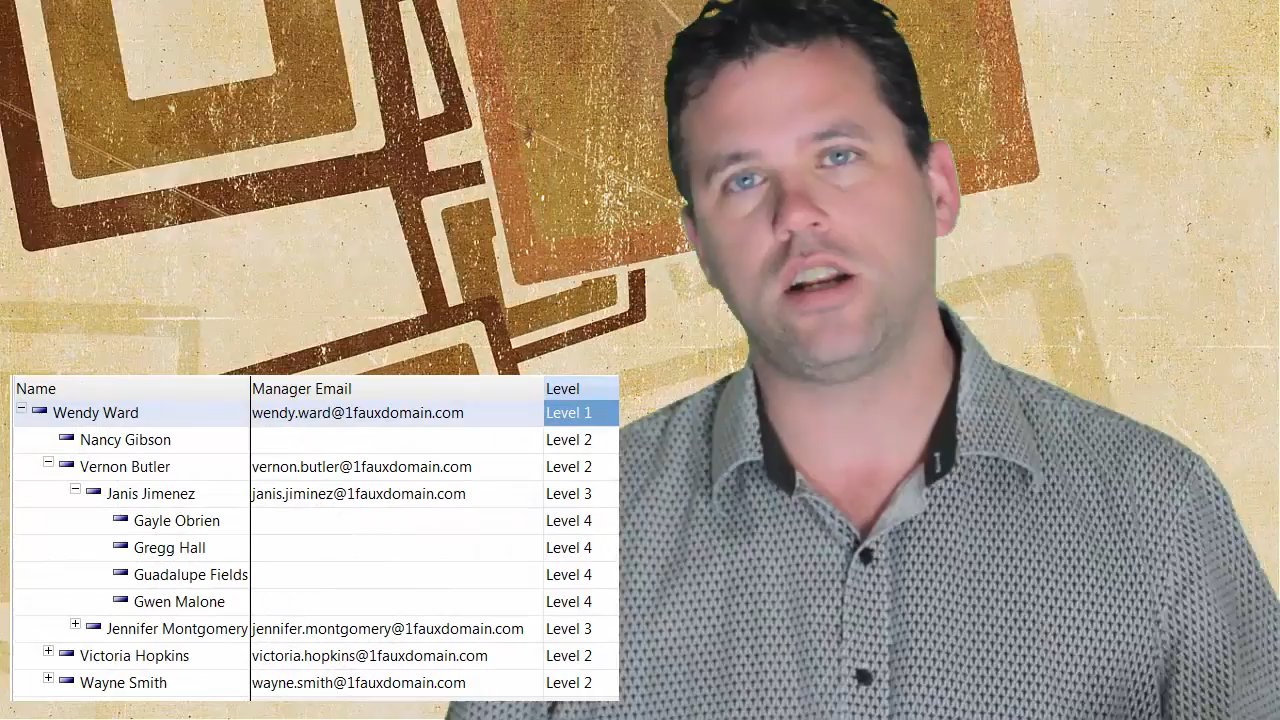 Name Manager Email Level
Wendy Ward wendy.ward@1fauxdomain.com Level 1
Nancy Gibson Level 2
Vernon Butler vernon.butler@1fauxdomain.com Level 2
Janis Jimenez janis.jiminez@1fauxdomain.com Level 3
Gayle Obrien Level 4
Gregg Hall Level 4
Guadalupe Fields Level 4
Gwen Malone Level 4
Jennifer Montgomery jennifer.montgomery@1fauxdomain.com Level 3
Victoria Hopkins victoria.hopkins@1fauxdomain.com Level 2
Wayne Smith wayne.smith@1fauxdomain.com Level 2